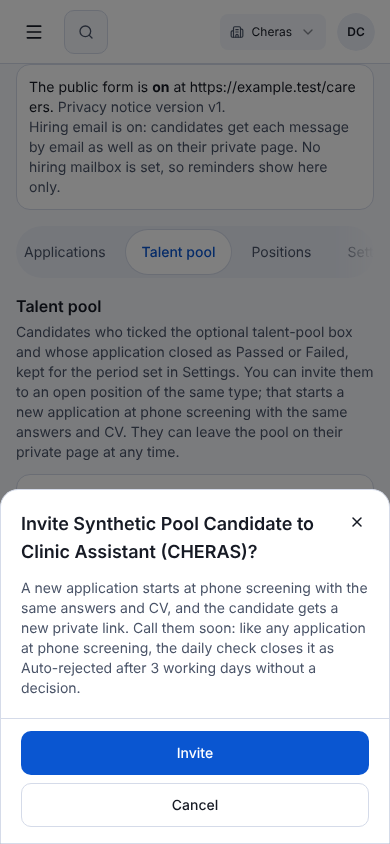 Cheras
DC
The public form is on at https://example.test/care
ers. Privacy notice version v1.
Hiring email is on: candidates get each message
by email as well as on their private page. No
hiring mailbox is set, so reminders show here
only.
Applications
Talent pool
Positions
Talent pool
Candidates who ticked the optional talent-pool box
and whose application closed as Passed or Failed,
kept for the period set in Settings. You can invite them
to an open position of the same type; that starts a
new application at phone screening with the same
answers and CV. They can leave the pool on their
private page at any time.
Invite Synthetic Pool Candidate to
Clinic Assistant (CHERAS)?
A new application starts at phone screening with the
same answers and CV, and the candidate gets a
new private link. Call them soon: like any application
at phone screening, the daily check closes it as
Auto-rejected after 3 working days without a
decision.
Invite
Cancel